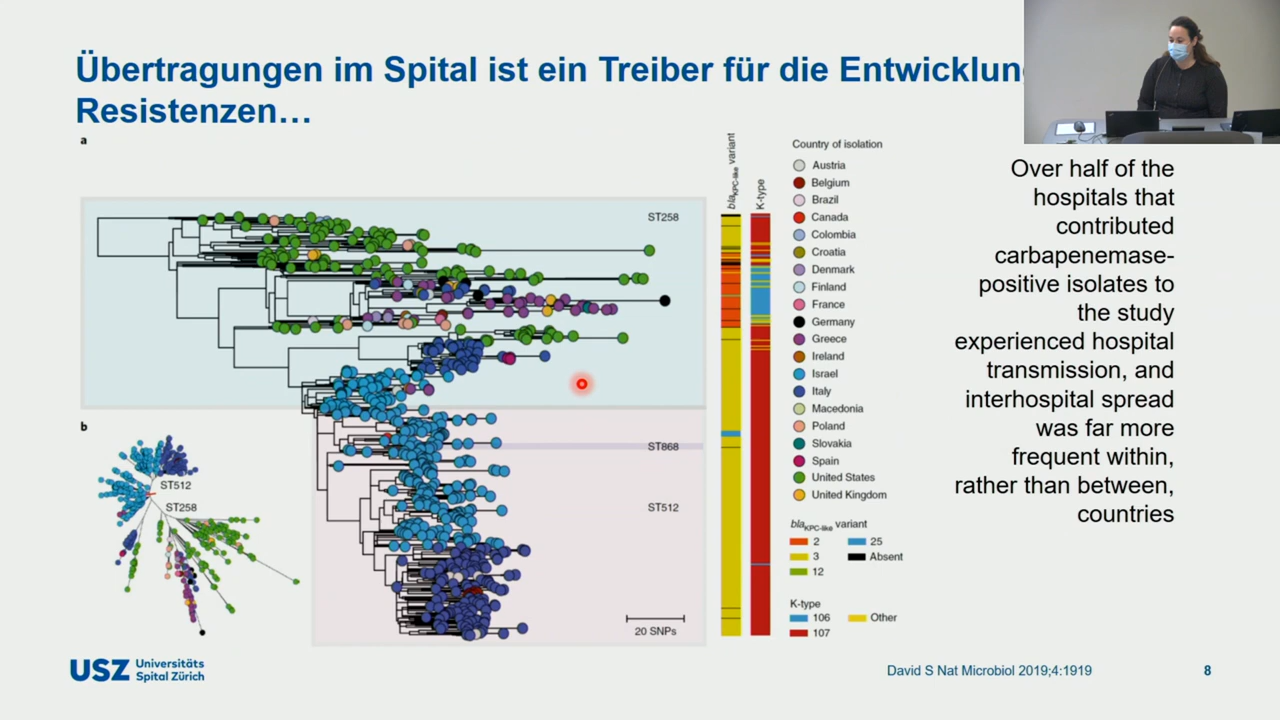 Übertragungen im Spital ist ein Treiber für die Entwicklun
Resistenzen…
a
ST258
ST868
ST512
20 SNPs
b
ST512
ST258
bla KPC-like variant
K-type
Country of isolation
Austria
Belgium
Brazil
Canada
Colombia
Croatia
Denmark
Finland
France
Germany
Greece
Ireland
Israel
Italy
Macedonia
Poland
Slovakia
Spain
United States
United Kingdom
bla KPC-like variant
2 25
3 Absent
12
K-type
106 Other
107
Over half of the
hospitals that
contributed
carbapenemase-
positive isolates to
the study
experienced hospital
transmission, and
interhospital spread
was far more
frequent within,
rather than between,
countries
USZ Universitäts
Spital Zürich
David S Nat Microbiol 2019;4:1919
8